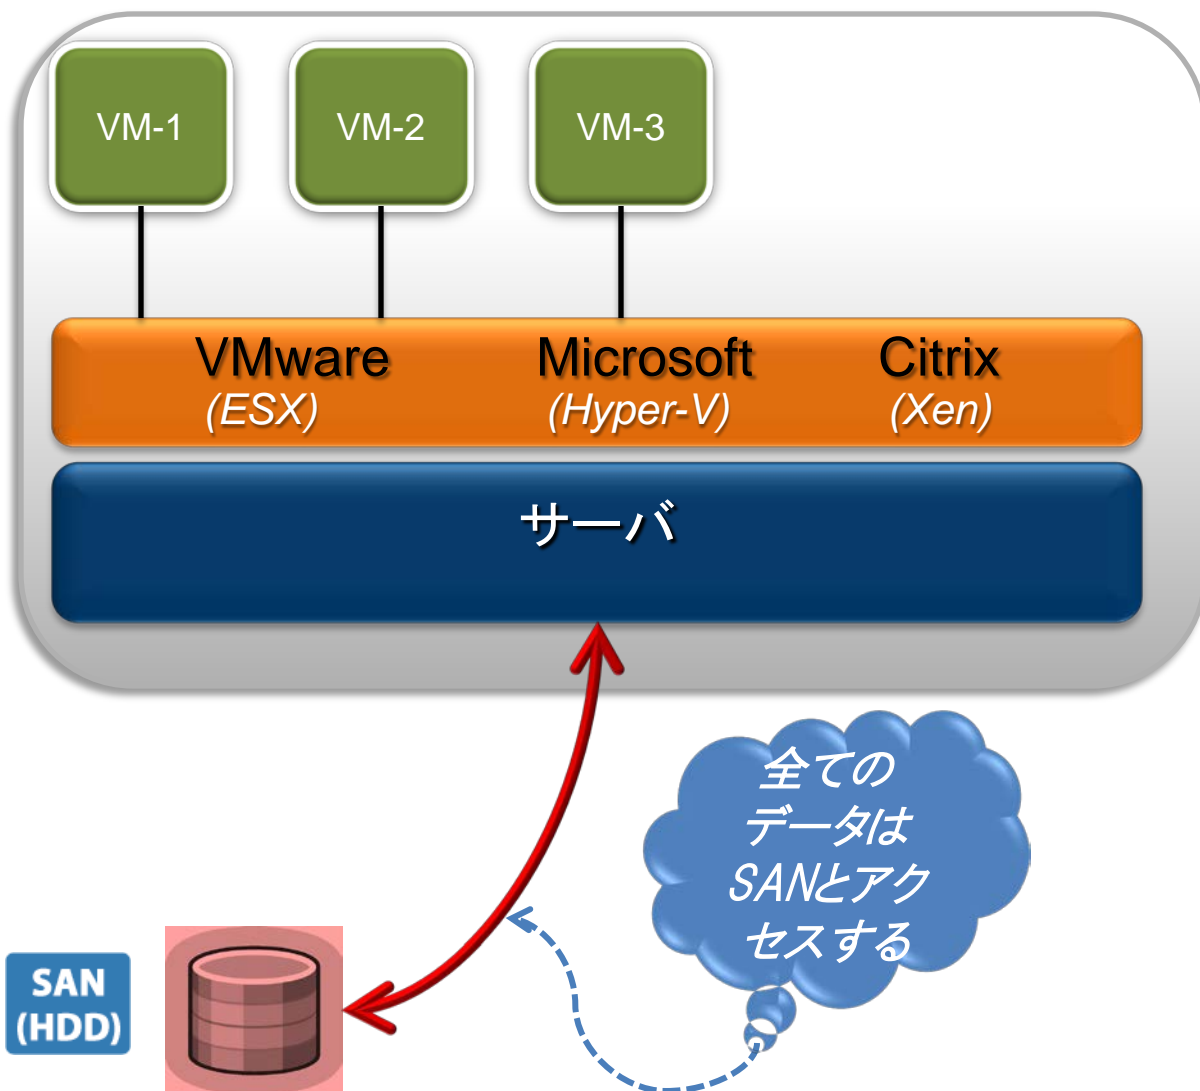 VM-1 VM-2 VM-3
VMware Microsoft Citrix
(ESX) (Hyper-V) (Xen)
サーバ
全ての
データは
SANとアク
セスする
SAN
(HDD)